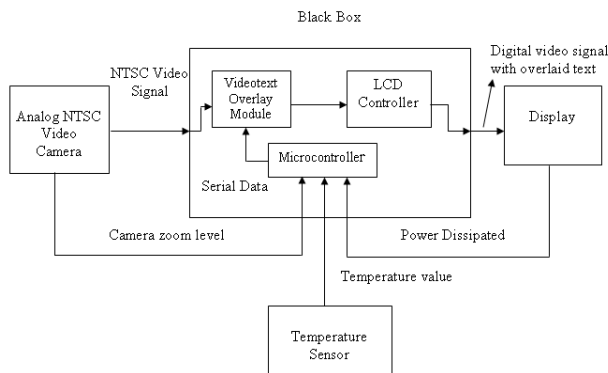 Black Box
NTSC Video
Signal
Digital video signal
with overlaid text
Videotext
Overlay
Module
LCD
Controller
Analog NTSC
Video
Camera
Display
Microcontroller
Serial Data
Camera zoom level
Power Dissipated
Temperature value
Temperature
Sensor